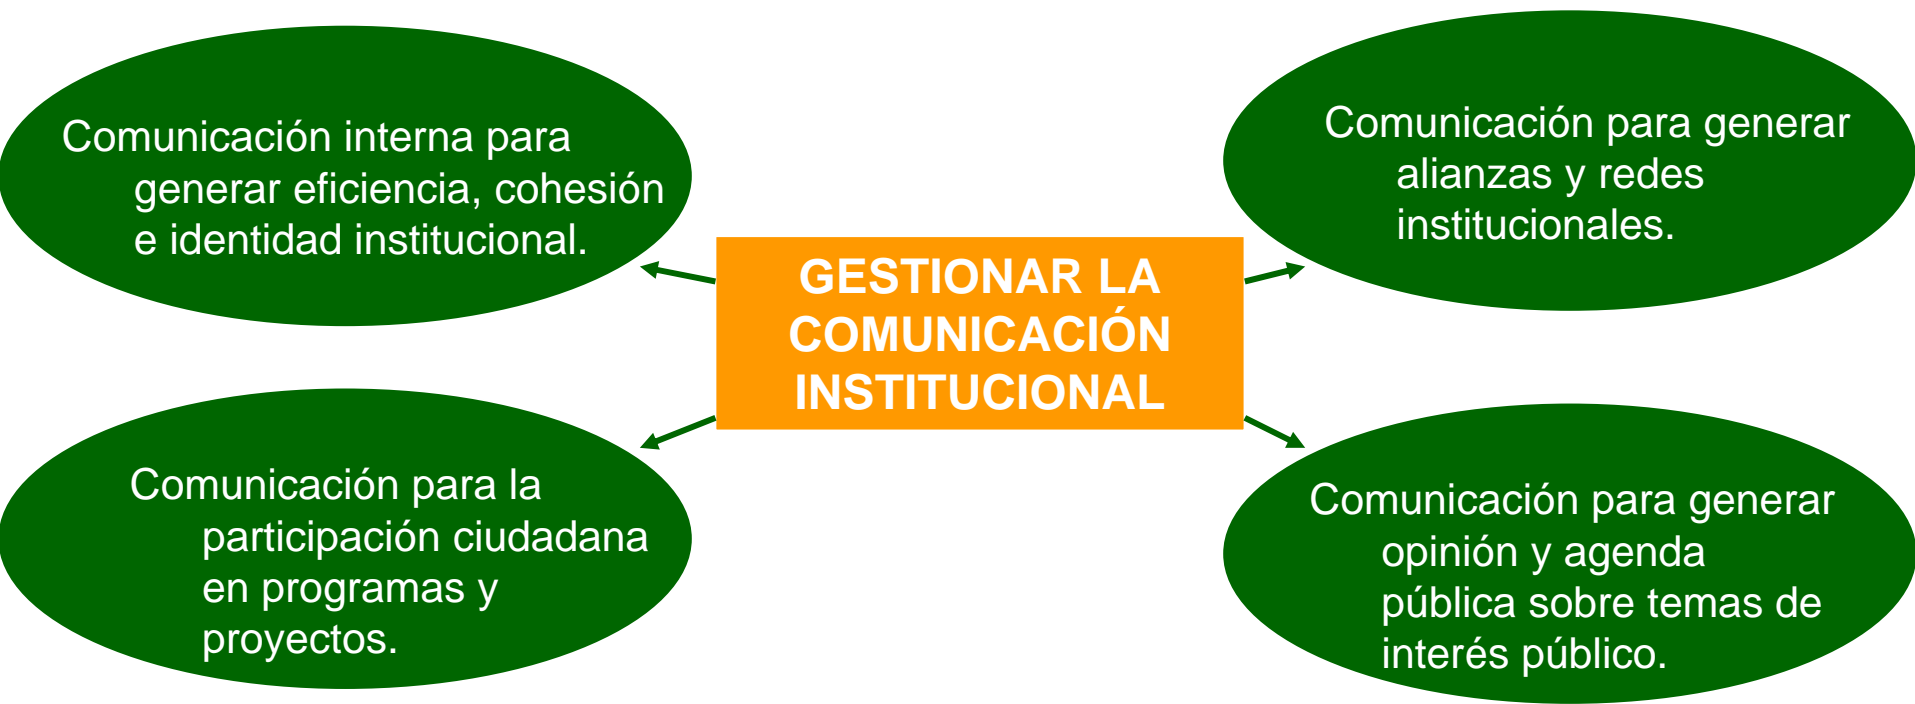 Comunicación interna para
generar eficiencia, cohesión
e identidad institucional.
Comunicación para generar
alianzas y redes
institucionales.
GESTIONAR LA
COMUNICACIÓN
INSTITUCIONAL
Comunicación para la
participación ciudadana
en programas y
proyectos.
Comunicación para generar
opinión y agenda
pública sobre temas de
interés público.